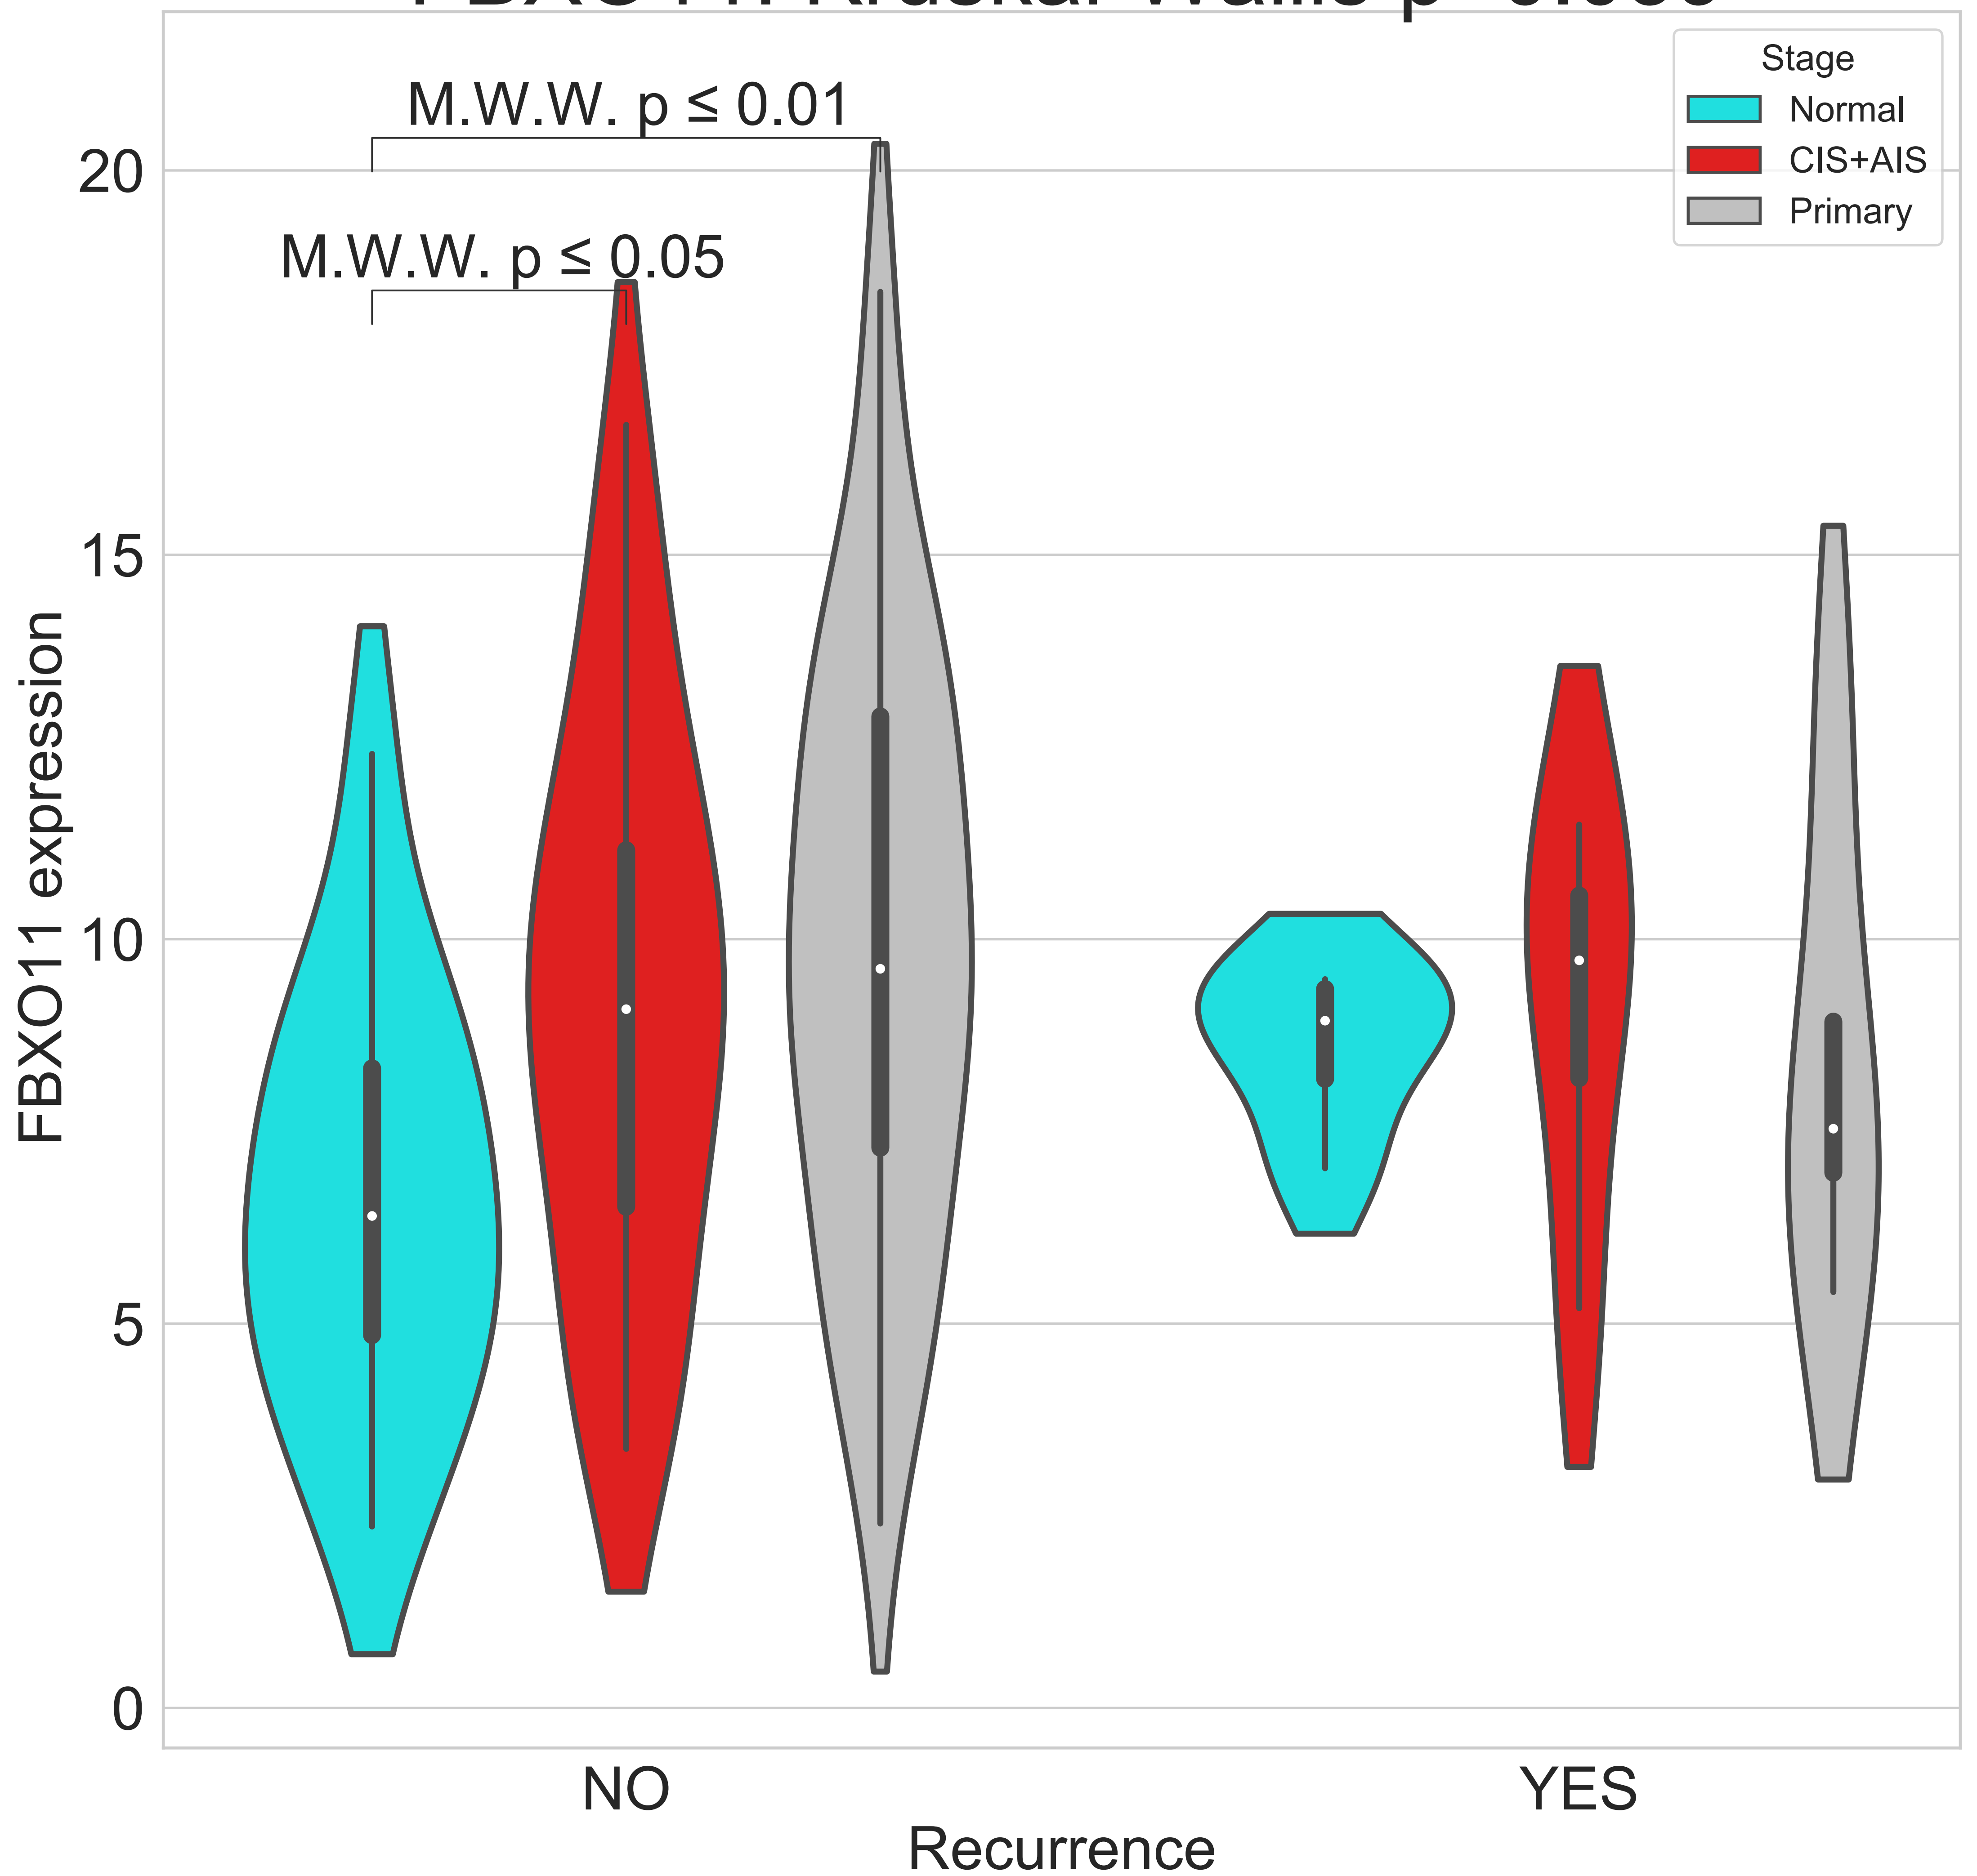 M.W.W. p ≤ 0.01
M.W.W. p ≤ 0.05
Stage
Normal
CIS+AIS
Primary
20
15
10
5
0
FBXO11 expression
NO
YES
Recurrence